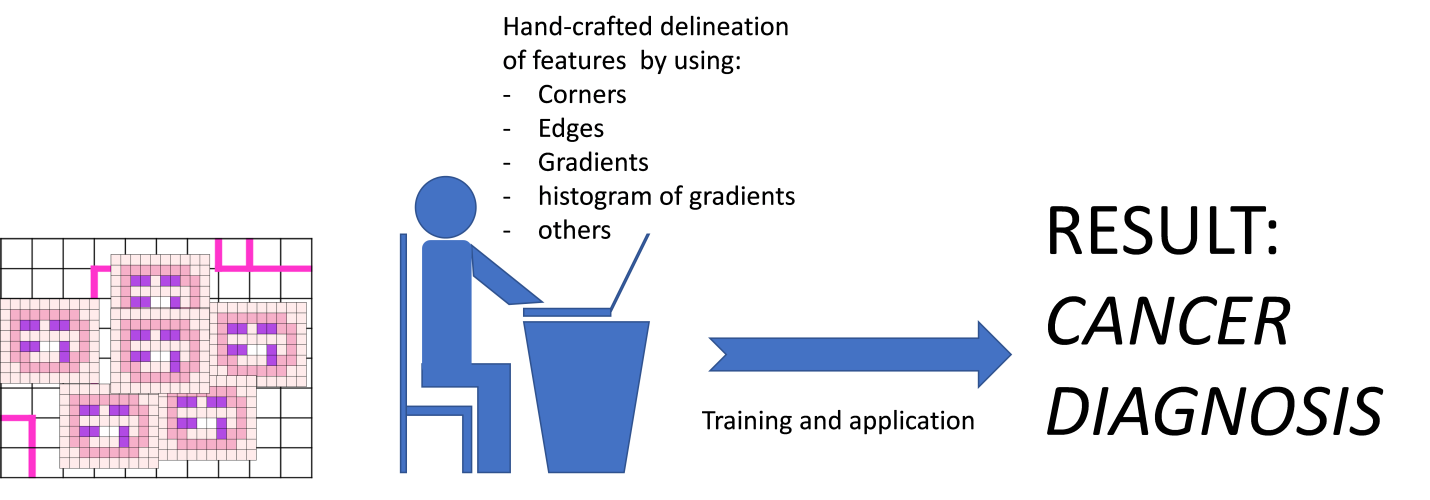 Hand-crafted delineation
of features  by using:
- Corners
- Edges
- Gradients
- histogram of gradients
- others
Training and application
RESULT:
CANCER
DIAGNOSIS